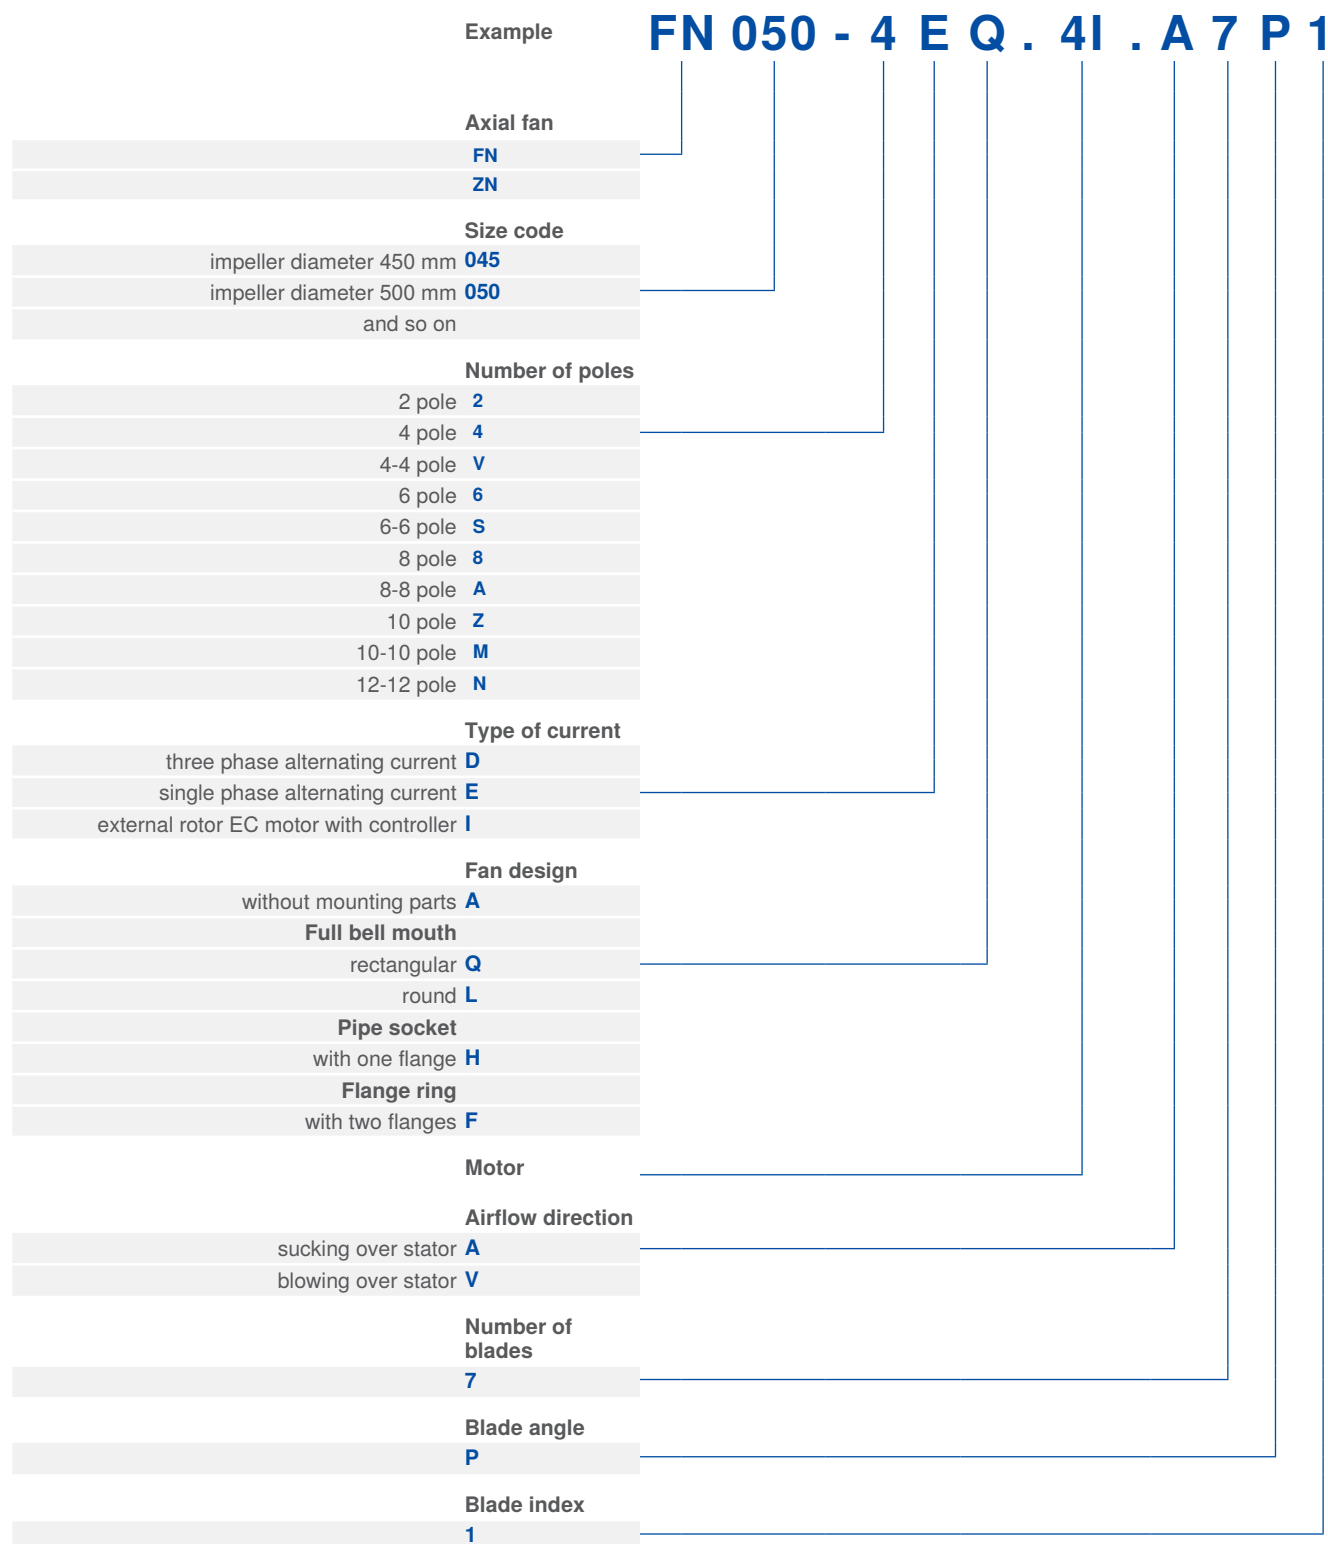 Example FN 050 - 4 E Q . 4I . A 7 P 1
Axial fan
FN
ZN
Size code
impeller diameter 450 mm 045
impeller diameter 500 mm 050
and so on
Number of poles
2 pole 2
4 pole 4
4-4 pole V
6 pole 6
6-6 pole S
8 pole 8
8-8 pole A
10 pole Z
10-10 pole M
12-12 pole N
Type of current
three phase alternating current D
single phase alternating current E
external rotor EC motor with controller I
Fan design
without mounting parts A
Full bell mouth
rectangular Q
round L
Pipe socket
with one flange H
Flange ring
with two flanges F
Motor
Airflow direction
sucking over stator A
blowing over stator V
Number of
blades
7
Blade angle
P
Blade index
1